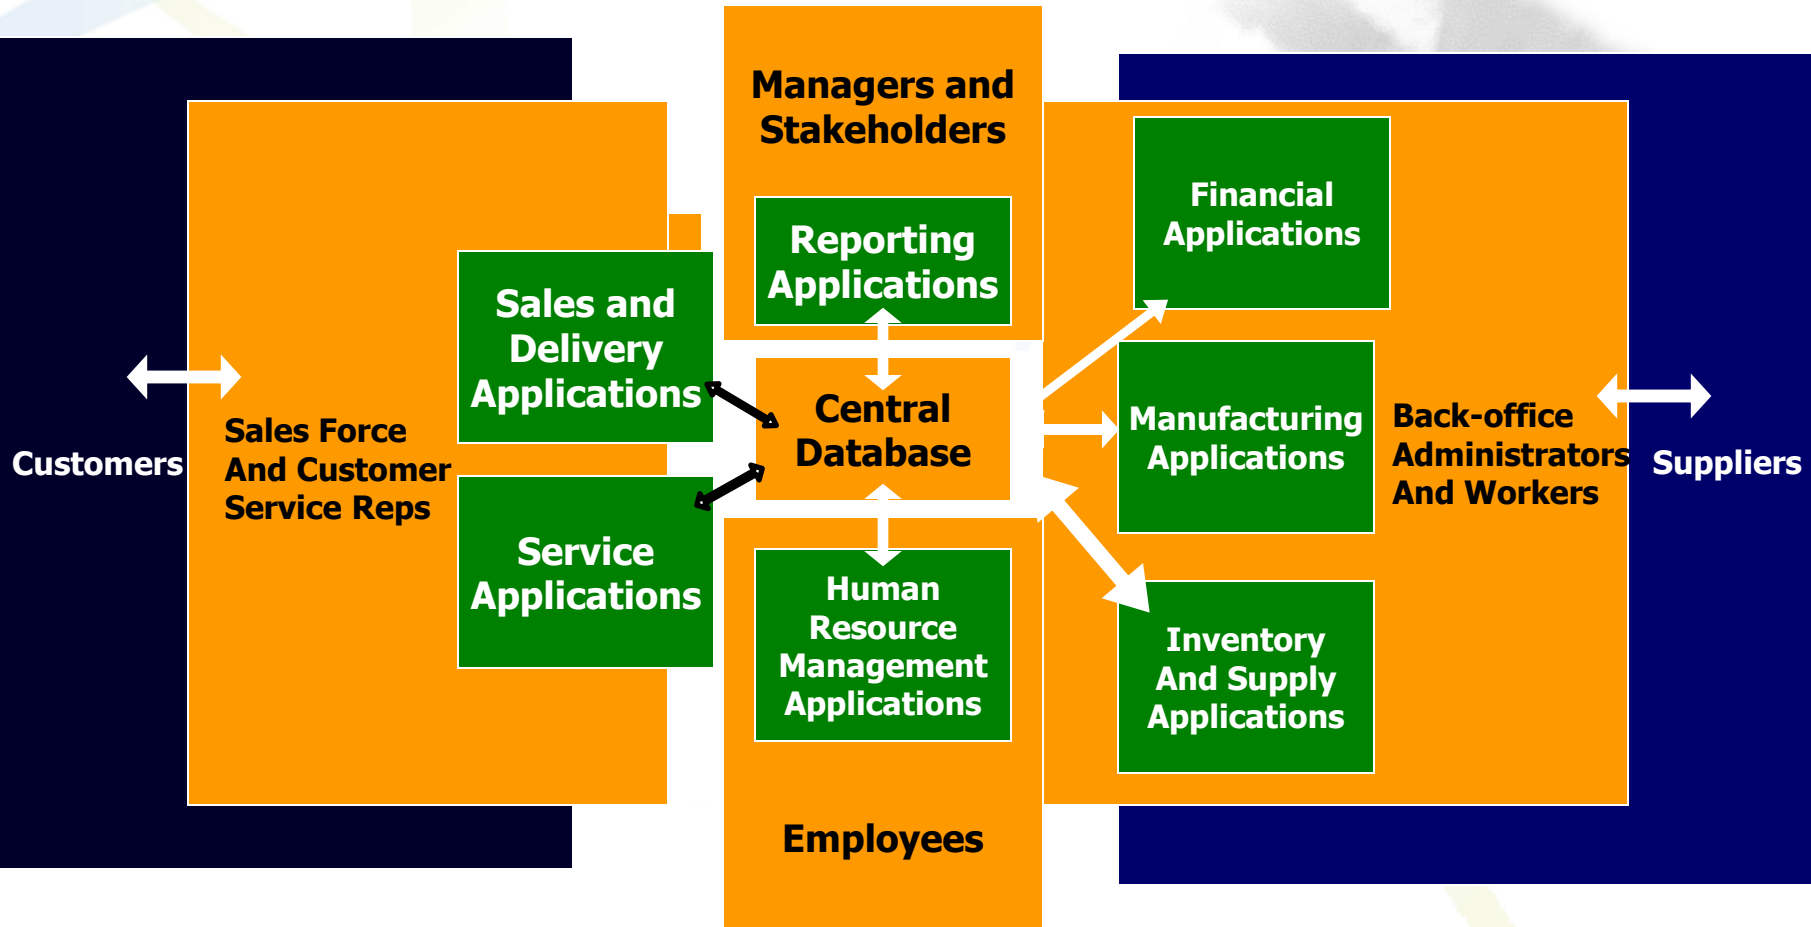 Managers and
Stakeholders
Reporting
Applications
Financial
Applications
Sales and
Delivery
Applications
Central
Database
Manufacturing
Applications
Back-office
Administrators
And Workers
Suppliers
Customers
Sales Force
And Customer
Service Reps
Service
Applications
Human
Resource
Management
Applications
Inventory
And Supply
Applications
Employees